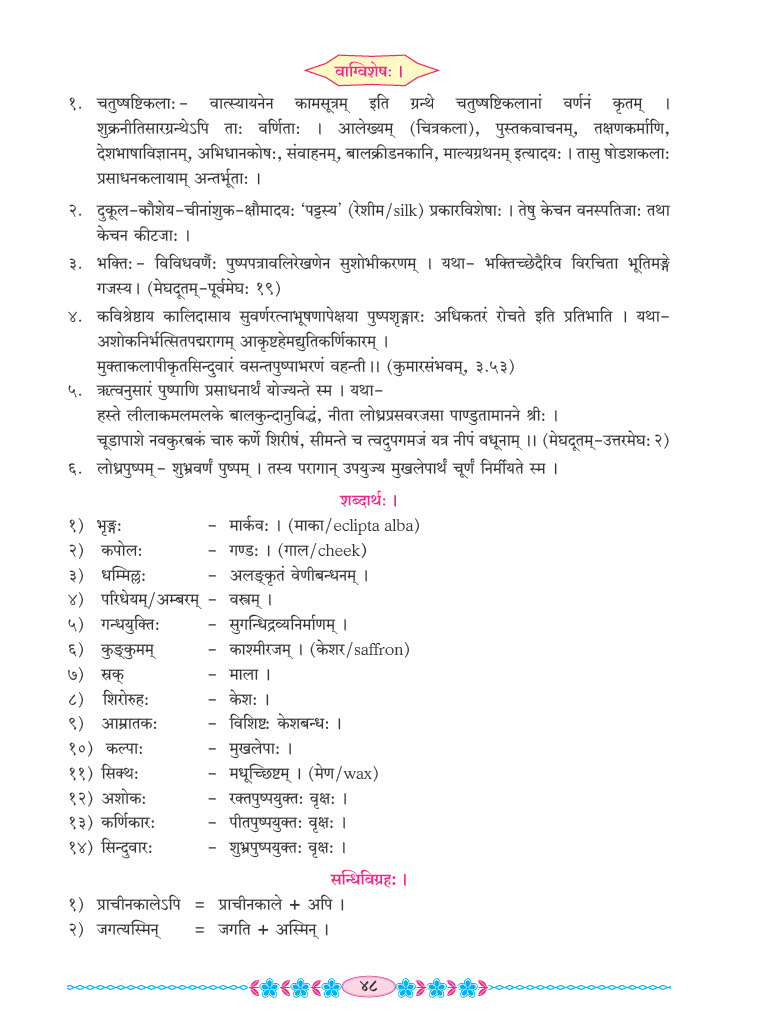 वाग्विशेषः ।
१. चतुष्षष्टिकलाः - वात्स्यायनेन कामसूत्रम् इति ग्रन्थे चतुष्षष्टिकलानां वर्णनं कृतम् ।
शुक्रनीतिसारग्रन्थेऽपि ताः वर्णिताः । आलेख्यम् (चित्रकला), पुस्तकवाचनम्, तक्षणकर्माणि,
देशभाषाविज्ञानम्, अभिधानकोषः, संवाहनम्, बालक्रीडनकानि, माल्यग्रथनम् इत्यादयः । तासु षोडशकलाः
प्रसाधनकलायाम् अन्तर्भूताः ।
२. दुकूल-कौशेय-चीनांशुक-क्षौमादयः ‘पट्टस्य’ (रेशीम/silk) प्रकारविशेषाः । तेषु केचन वनस्पतिजाः तथा
केचन कीटजाः ।
३. भक्तिः - विविधवर्णैः पुष्पपत्रावलिरेखणेन सुशोभीकरणम् । यथा- भक्तिच्छेदैरिव विरचिता भूतिमङ्गे
गजस्य। (मेघदूतम्-पूर्वमेघः १९)
४. कविश्रेष्ठाय कालिदासाय सुवर्णरत्नाभूषणापेक्षया पुष्पशृङ्गारः अधिकतरं रोचते इति प्रतिभाति । यथा-
अशोकनिर्भत्सितपद्मरागम् आकृष्टहेमद्युतिकर्णिकारम् ।
मुक्ताकलापीकृतसिन्दुवारं वसन्तपुष्पाभरणं वहन्ती।। (कुमारसंभवम्, ३.५३)
५. ऋत्वनुसारं पुष्पाणि प्रसाधनार्थं योज्यन्ते स्म । यथा-
हस्ते लीलाकमलमलके बालकुन्दानुविद्धं, नीता लोध्रप्रसवरजसा पाण्डुतामानने श्रीः ।
चूडापाशे नवकुरबकं चारु कर्णे शिरीषं, सीमन्ते च त्वदुपगमजं यत्र नीपं वधूनाम् ।। (मेघदूतम्-उत्तरमेघः २)
६. लोध्रपुष्पम् - शुभ्रवर्णं पुष्पम् । तस्य परागान् उपयुज्य मुखलेपार्थं चूर्णं निर्मीयते स्म ।
शब्दार्थः ।
१) भृङ्गः - मार्कवः । (माका/eclipta alba)
२) कपोलः - गण्डः । (गाल/cheek)
३) धम्मिल्लः - अलङ्कृतं वेणीबन्धनम् ।
४) परिधेयम्/अम्बरम् - वस्त्रम् ।
५) गन्धयुक्तिः - सुगन्धिद्रव्यनिर्माणम् ।
६) कुङ्कुमम् - काश्मीरजम् । (केशर/saffron)
७) स्रक् - माला ।
८) शिरोरुहः - केशः ।
९) आम्रातकः - विशिष्टः केशबन्धः ।
१०) कल्पाः - मुखलेपाः ।
११) सिक्थः - मधूच्छिष्टम् । (मेण/wax)
१२) अशोकः - रक्तपुष्पयुक्तः वृक्षः ।
१३) कर्णिकारः - पीतपुष्पयुक्तः वृक्षः ।
१४) सिन्दुवारः - शुभ्रपुष्पयुक्तः वृक्षः ।
सन्धिविग्रहः ।
१) प्राचीनकालेऽपि = प्राचीनकाले + अपि ।
२) जगत्यस्मिन् = जगति + अस्मिन् ।
४८